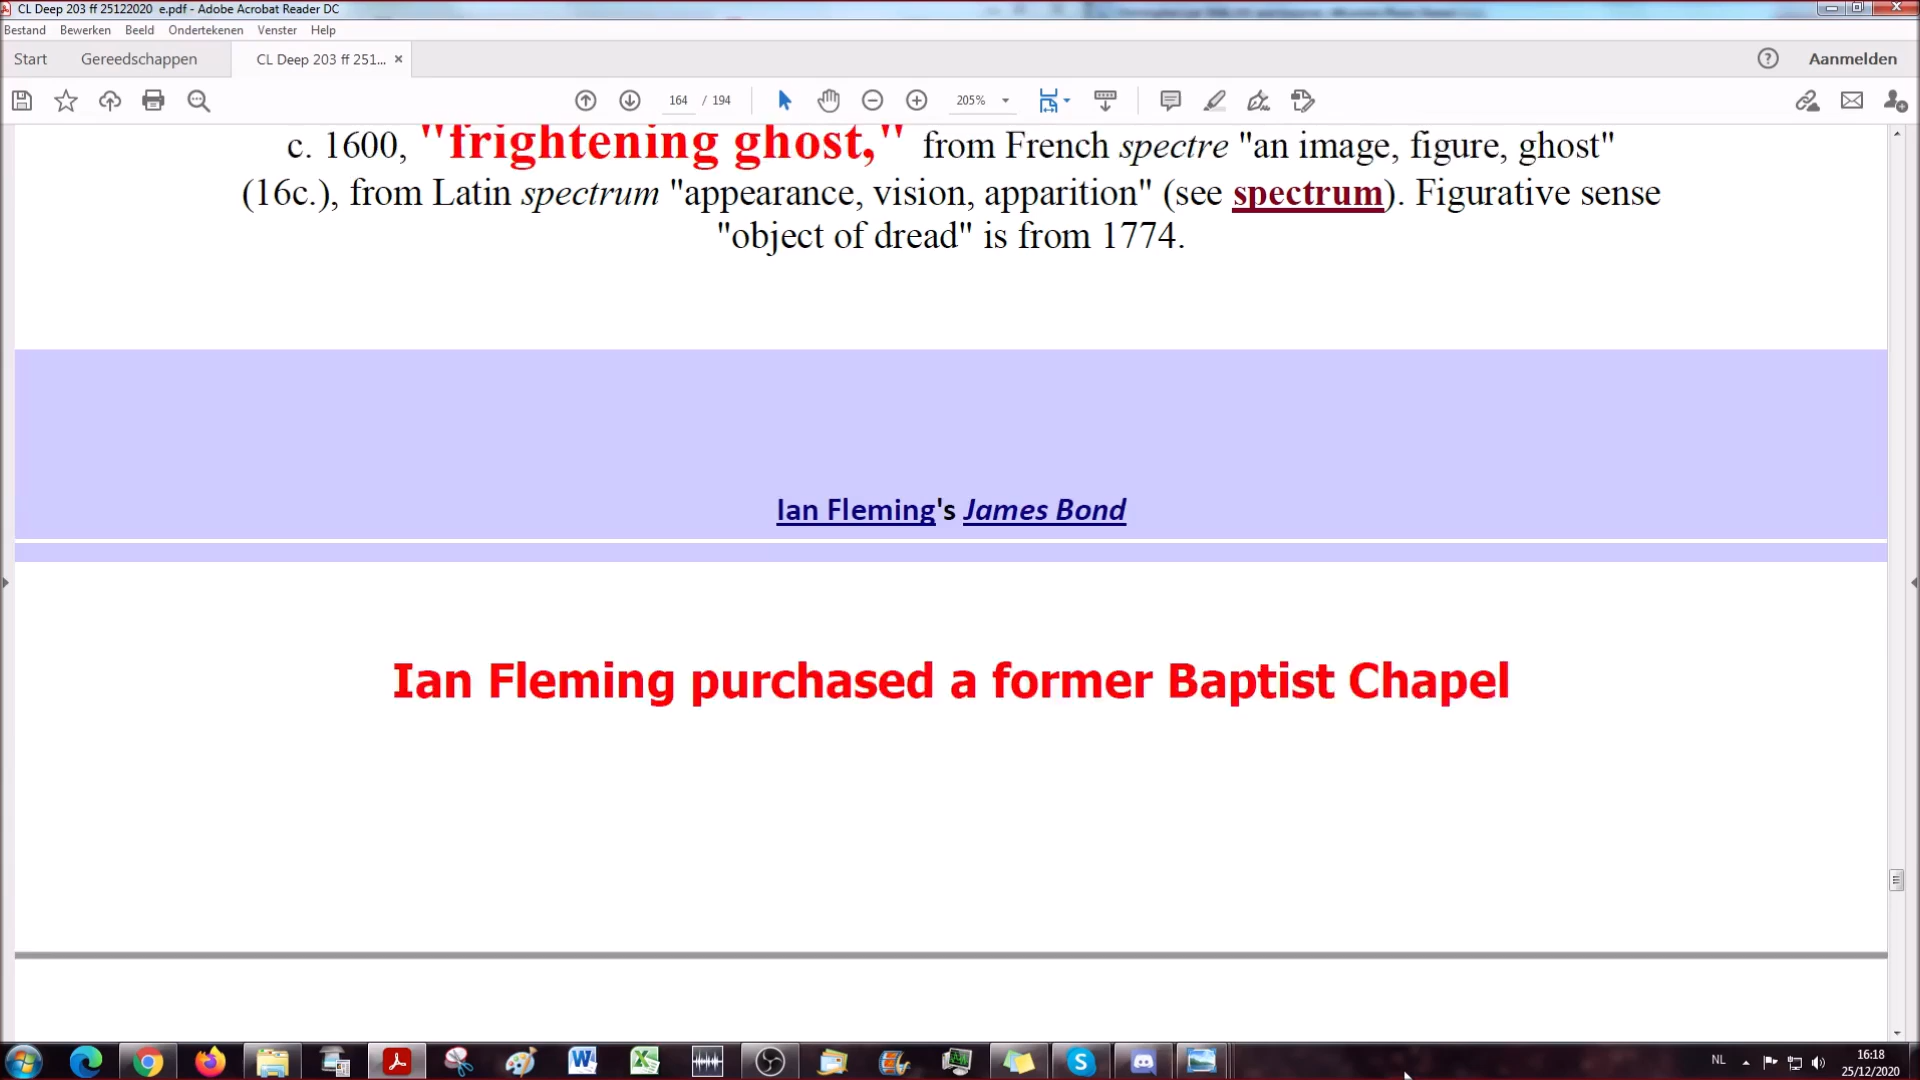 CL Deep 203 ff 25122020  e.pdf - Adobe Acrobat Reader DC
Bestand Bewerken Beeld Ondertekenen Venster Help
Start Gereedschappen CL Deep 203 ff 251... × Aanmelden
164 / 194 205%
c. 1600, "frightening ghost," from French spectre "an image, figure, ghost"
(16c.), from Latin spectrum "appearance, vision, apparition" (see spectrum). Figurative sense
"object of dread" is from 1774.
Ian Fleming's James Bond
Ian Fleming purchased a former Baptist Chapel
NL 16:18
25/12/2020